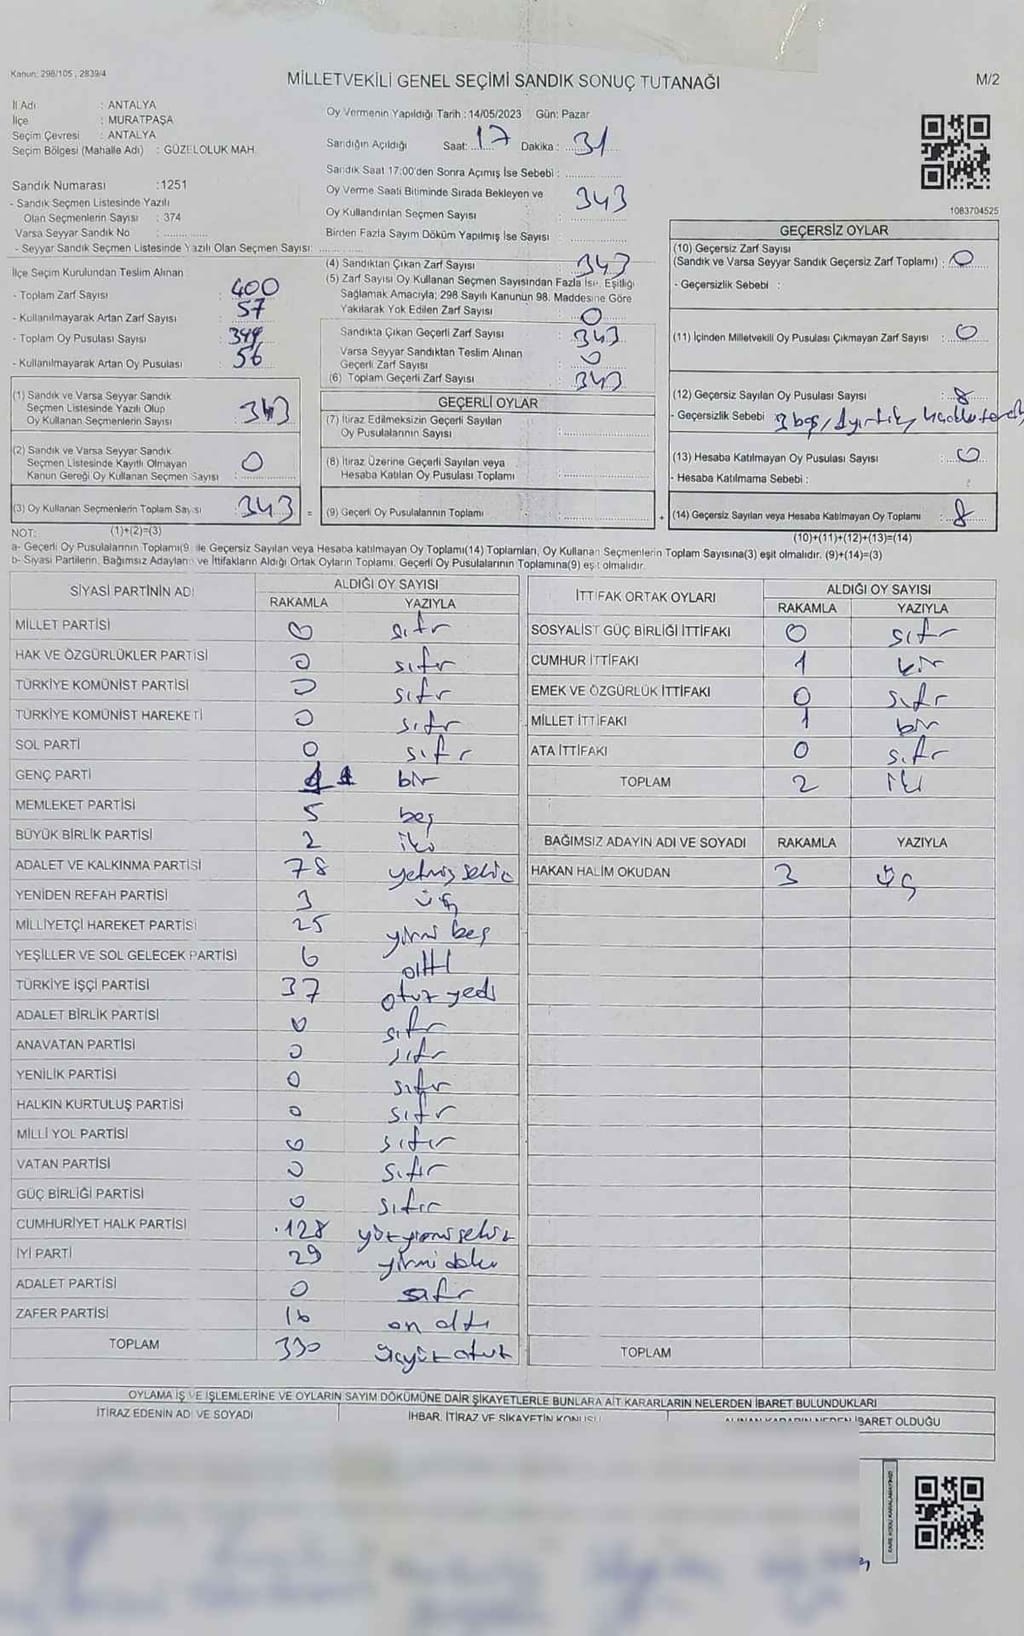 Kanun: 298/105 , 2839/4
MİLLETVEKİLİ GENEL SEÇİMİ SANDIK SONUÇ TUTANAĞI
M/2
İl Adı : ANTALYA
İlçe : MURATPAŞA
Seçim Çevresi : ANTALYA
Seçim Bölgesi (Mahalle Adı) : GÜZELOLUK MAH.
Sandık Numarası :1251
- Sandık Seçmen Listesinde Yazılı
Olan Seçmenlerin Sayısı : 374
Varsa Seyyar Sandık No : ............
- Seyyar Sandık Seçmen Listesinde Yazılı Olan Seçmen Sayısı: ............
İlçe Seçim Kurulundan Teslim Alınan
- Toplam Zarf Sayısı : 400
- Kullanılmayarak Artan Zarf Sayısı : 57
- Toplam Oy Pusulası Sayısı :
- Kullanılmayarak Artan Oy Pusulası : 56
(1) Sandık ve Varsa Seyyar Sandık
Seçmen Listesinde Yazılı Olup
Oy Kullanan Seçmenlerin Sayısı : 343
(2) Sandık ve Varsa Seyyar Sandık
Seçmen Listesinde Kayıtlı Olmayan
Kanun Gereği Oy Kullanan Seçmen Sayısı : 0
(3) Oy Kullanan Seçmenlerin Toplam Sayısı : 343 =
Oy Vermenin Yapıldığı Tarih : 14/05/2023 Gün: Pazar
Sandığın Açıldığı Saat: 17 Dakika : 31
Sandık Saat 17:00'den Sonra Açımış İse Sebebi : ............
Oy Verme Saati Bitiminde Sırada Bekleyen ve
Oy Kullandırılan Seçmen Sayısı : 343
Birden Fazla Sayım Döküm Yapılmış İse Sayısı : ............
(4) Sandıktan Çıkan Zarf Sayısı : 343
(5) Zarf Sayısı Oy Kullanan Seçmen Sayısından Fazla İse, Eşitliği
Sağlamak Amacıyla; 298 Sayılı Kanunun 98. Maddesine Göre
Yakılarak Yok Edilen Zarf Sayısı : 0
Sandıkta Çıkan Geçerli Zarf Sayısı : 343
Varsa Seyyar Sandıktan Teslim Alınan
Geçerli Zarf Sayısı : 0
(6) Toplam Geçerli Zarf Sayısı : 343
GEÇERLİ OYLAR
(7) İtiraz Edilmeksizin Geçerli Sayılan
Oy Pusulalarının Sayısı : ............
(8) İtiraz Üzerine Geçerli Sayılan veya
Hesaba Katılan Oy Pusulası Toplamı : ............
(9) Geçerli Oy Pusulalarının Toplamı : ............ +
1083704525
GEÇERSİZ OYLAR
(10) Geçersiz Zarf Sayısı
(Sandık ve Varsa Seyyar Sandık Geçersiz Zarf Toplamı) : 0
- Geçersizlik Sebebi :
(11) İçinden Milletvekili Oy Pusulası Çıkmayan Zarf Sayısı : 0
(12) Geçersiz Sayılan Oy Pusulası Sayısı : 8
- Geçersizlik Sebebi : 3 boş/
(13) Hesaba Katılmayan Oy Pusulası Sayısı : 0
- Hesaba Katılmama Sebebi :
(14) Geçersiz Sayılan veya Hesaba Katılmayan Oy Toplamı : 8
NOT: (1)+(2)=(3)
(10)+(11)+(12)+(13)=(14)
a- Geçerli Oy Pusulalarının Toplamı(9) ile Geçersiz Sayılan veya Hesaba katılmayan Oy Toplamı(14) Toplamları, Oy Kullanan Seçmenlerin Toplam Sayısına(3) eşit olmalıdır. (9)+(14)=(3)
b- Siyasi Partilerin, Bağımsız Adayların ve İttifakların Aldığı Ortak Oyların Toplamı, Geçerli Oy Pusulalarının Toplamına(9) eşit olmalıdır.
SİYASİ PARTİNİN ADI ALDIĞI OY SAYISI
RAKAMLA YAZIYLA
MİLLET PARTİSİ 0 sıfır
HAK VE ÖZGÜRLÜKLER PARTİSİ 0 sıfır
TÜRKİYE KOMÜNİST PARTİSİ 0 sıfır
TÜRKİYE KOMÜNİST HAREKETİ 0 sıfır
SOL PARTİ 0 sıfır
GENÇ PARTİ 1 bir
MEMLEKET PARTİSİ 5 beş
BÜYÜK BİRLİK PARTİSİ 2 iki
ADALET VE KALKINMA PARTİSİ 78 yetmiş sekiz
YENİDEN REFAH PARTİSİ 3 üç
MİLLİYETÇİ HAREKET PARTİSİ 25 yirmi beş
YEŞİLLER VE SOL GELECEK PARTİSİ 6 altı
TÜRKİYE İŞÇİ PARTİSİ 37 otuz yedi
ADALET BİRLİK PARTİSİ 0 sıfır
ANAVATAN PARTİSİ 0 sıfır
YENİLİK PARTİSİ 0 sıfır
HALKIN KURTULUŞ PARTİSİ 0 sıfır
MİLLİ YOL PARTİSİ 0 sıfır
VATAN PARTİSİ 0 sıfır
GÜÇ BİRLİĞİ PARTİSİ 0 sıfır
CUMHURİYET HALK PARTİSİ 128 yüz yirmi sekiz
İYİ PARTİ 29 yirmi dokuz
ADALET PARTİSİ 0 sıfır
ZAFER PARTİSİ 16 on altı
TOPLAM 330 üçyüz otuz
İTTİFAK ORTAK OYLARI ALDIĞI OY SAYISI
RAKAMLA YAZIYLA
SOSYALİST GÜÇ BİRLİĞİ İTTİFAKI 0 sıfır
CUMHUR İTTİFAKI 1 bir
EMEK VE ÖZGÜRLÜK İTTİFAKI 0 sıfır
MİLLET İTTİFAKI 1 bir
ATA İTTİFAKI 0 sıfır
TOPLAM 2 iki
BAĞIMSIZ ADAYIN ADI VE SOYADI RAKAMLA YAZIYLA
HAKAN HALİM OKUDAN 3 üç
TOPLAM
OYLAMA İŞ VE İŞLEMLERİNE VE OYLARIN SAYIM DÖKÜMÜNE DAİR ŞİKAYETLERLE BUNLARA AİT KARARLARIN NELERDEN İBARET BULUNDUKLARI
İTİRAZ EDENİN ADI VE SOYADI İHBAR, İTİRAZ VE ŞİKAYETİN KONUSU ALINAN KARARIN NEDEN İBARET OLDUĞU